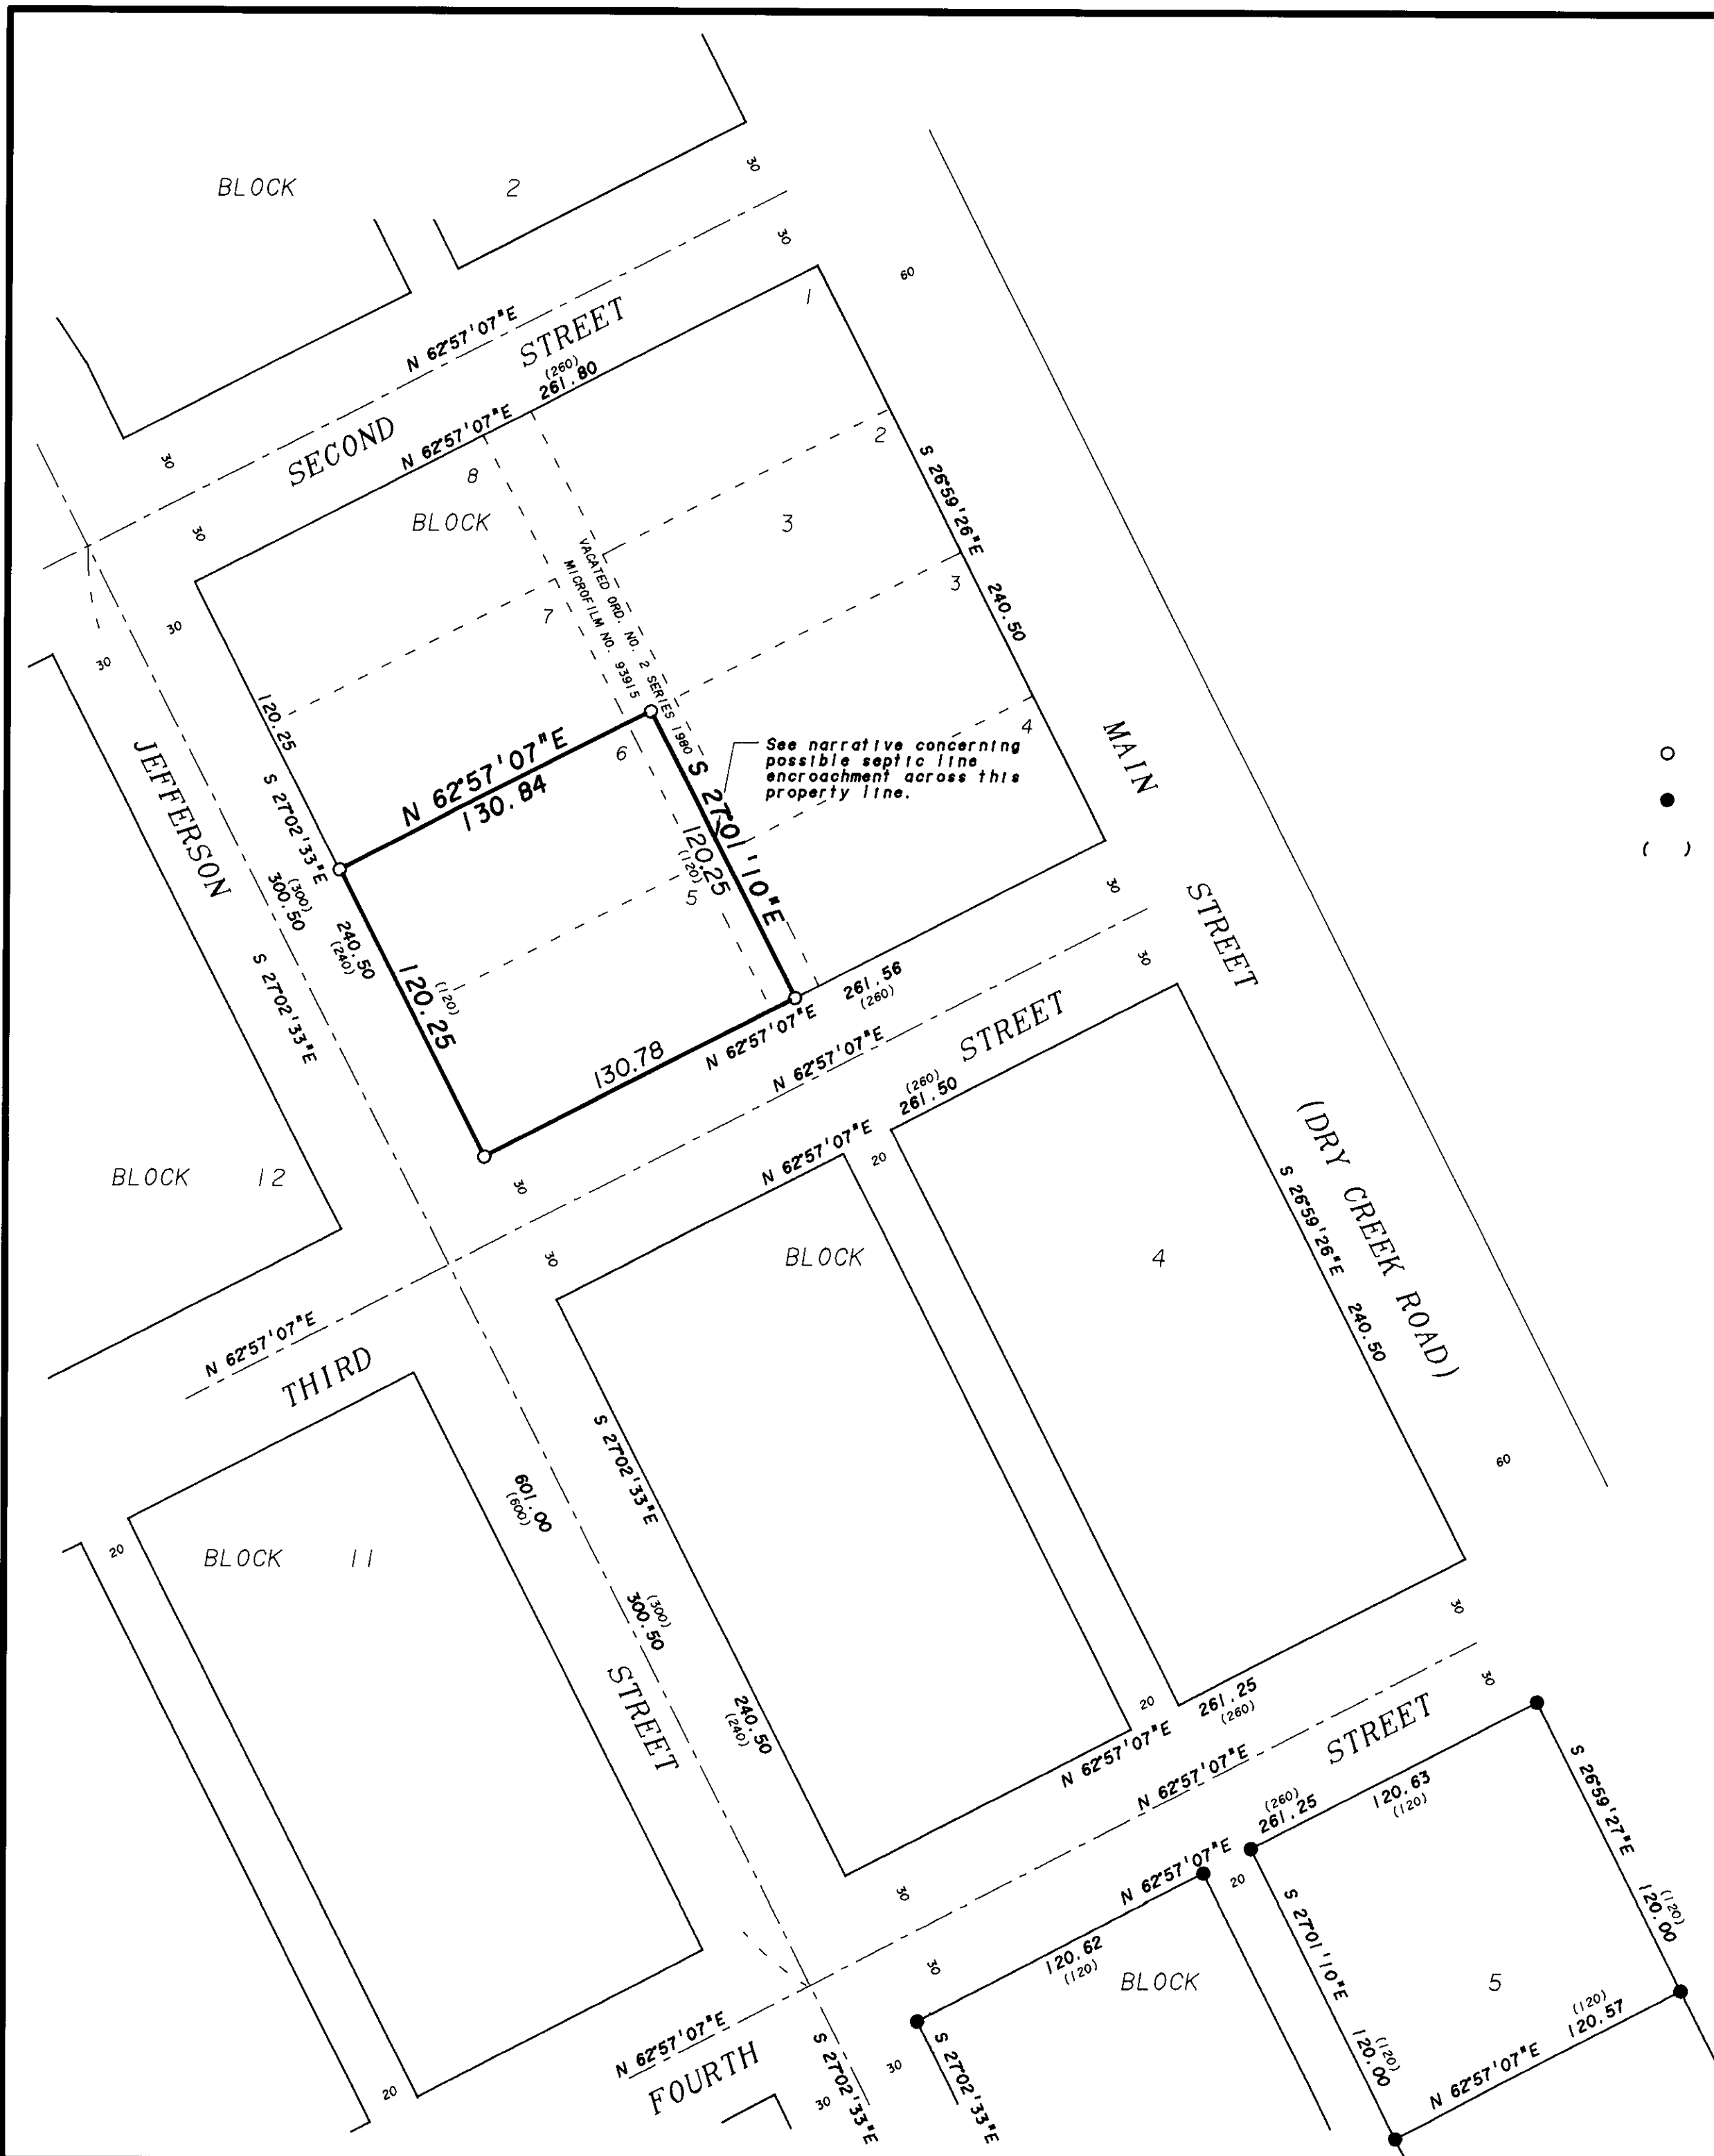 BLOCK 2
30
30
60
N 62°57'07"E
SECOND STREET
N 62°57'07"E
(260)
261.80
30
30
30
30
1
2
3
4
5
6
7
8
BLOCK 3
VACATED ORD. NO. 2 SERIES 1980
MICROFILM NO. 93915
S 26°59'26"E
240.50
120.25
S 27°02'33"E
N 62°57'07"E
130.84
See narrative concerning
possible septic line
encroachment across this
property line.
S 27°01'10"E
120.25
(120)
JEFFERSON
(300)
300.50
240.50
(240)
S 27°02'33"E
120.25
(120)
130.78
N 62°57'07"E
261.56
(260)
MAIN STREET
(DRY CREEK ROAD)
( )
30
30
BLOCK 12
N 62°57'07"E
STREET
(260)
261.50
N 62°57'07"E
20
30
30
BLOCK 4
S 26°59'26"E
240.50
60
N 62°57'07"E
THIRD
S 27°02'33"E
601.00
(600)
20
BLOCK 11
(300)
300.50
STREET
240.50
(240)
20
261.25
(260)
N 62°57'07"E
30
30
N 62°57'07"E
STREET
(260)
261.25
120.63
(120)
S 26°59'27"E
(120)
120.00
N 62°57'07"E
20
30
30
120.62
(120)
BLOCK 5
S 27°01'10"E
(120)
120.00
(120)
120.57
N 62°57'07"E
20
N 62°57'07"E
FOURTH
S 27°02'33"E
30
30
S 27°02'33"E